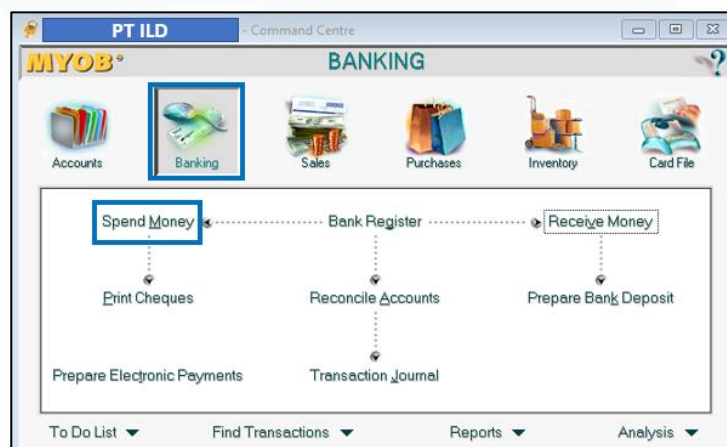 PT ILD - Command Centre
MYOB BANKING ?
Accounts Banking Sales Purchases Inventory Card File
Spend Money Bank Register Receive Money
Print Cheques Reconcile Accounts Prepare Bank Deposit
Prepare Electronic Payments Transaction Journal
To Do List Find Transactions Reports Analysis